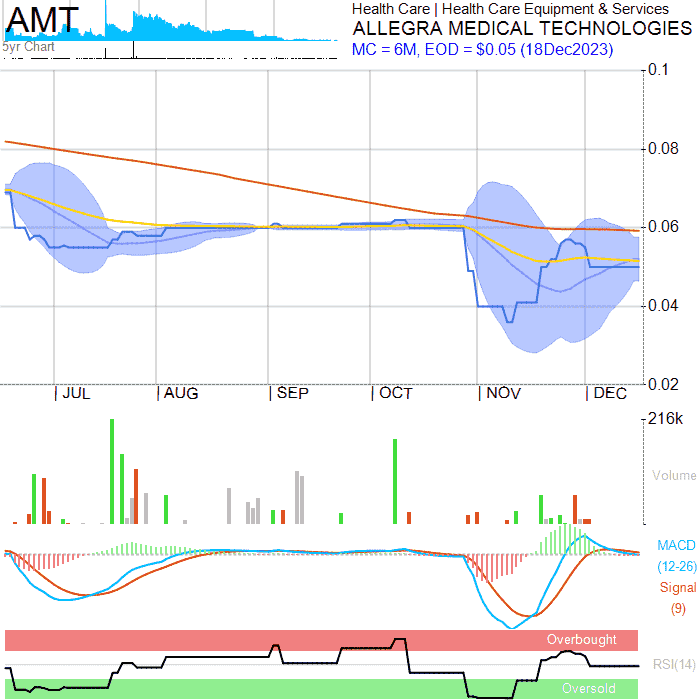 AMT
5yr Chart
Health Care | Health Care Equipment & Services
ALLEGRA MEDICAL TECHNOLOGIES
MC = 6M, EOD = $0.05 (18Dec2023)
0.1
0.08
0.06
0.04
0.02
JUL AUG SEP OCT NOV DEC
216k
Volume
MACD
(12-26)
Signal
(9)
Overbought
RSI(14)
Oversold